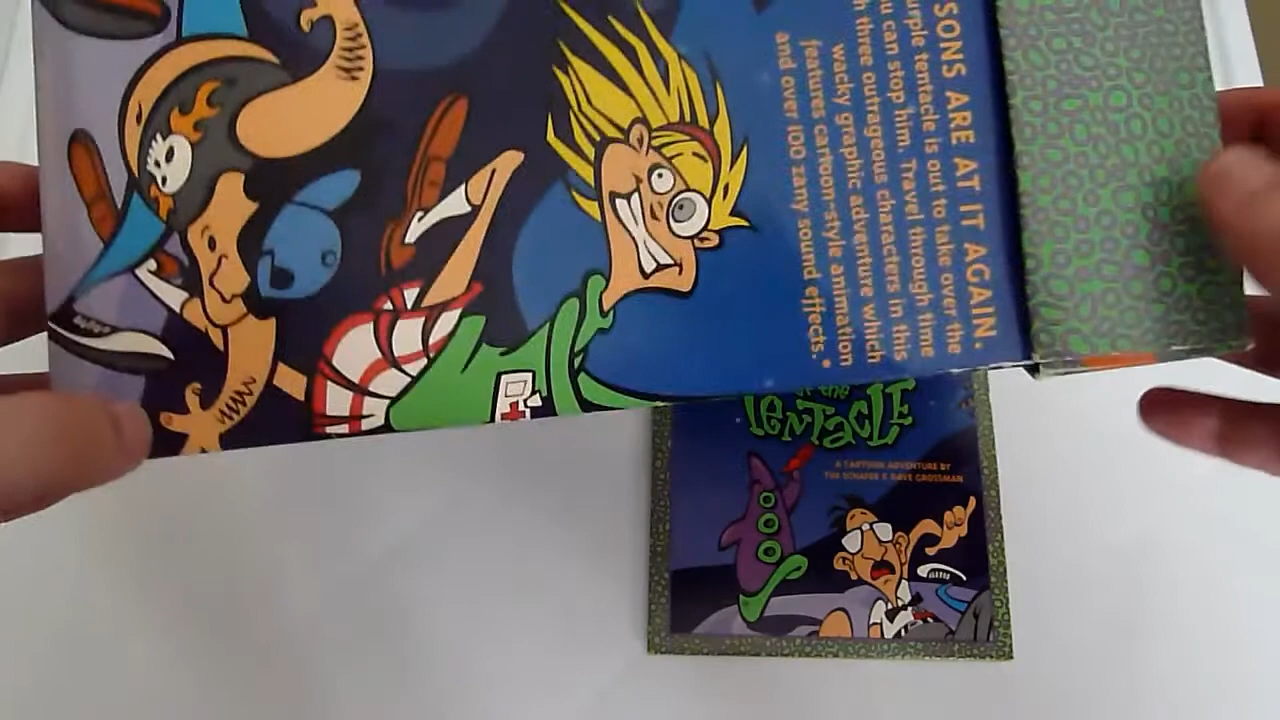 SONS ARE AT IT AGAIN.
urple tentacle is out to take over the
u can stop him. Travel through time
h three outrageous characters in this
wacky graphic adventure which
features cartoon-style animation
and over 100 zany sound effects.*
of the
TENTACLE
A CARTOON ADVENTURE BY
TIM SCHAFER & DAVE GROSSMAN